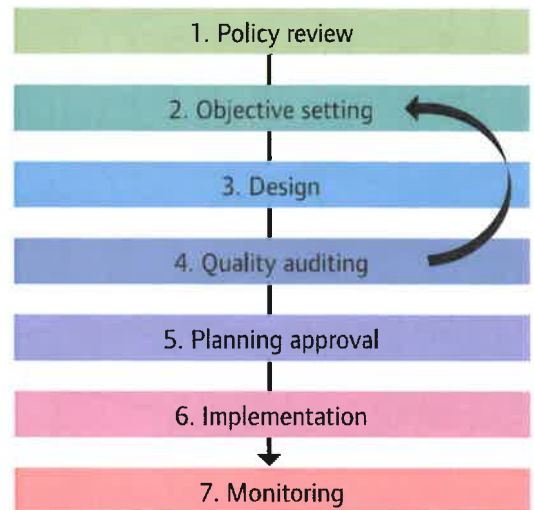 1. Policy review
2. Objective setting
3. Design
4. Quality auditing
5. Planning approval
6. Implementation
7. Monitoring